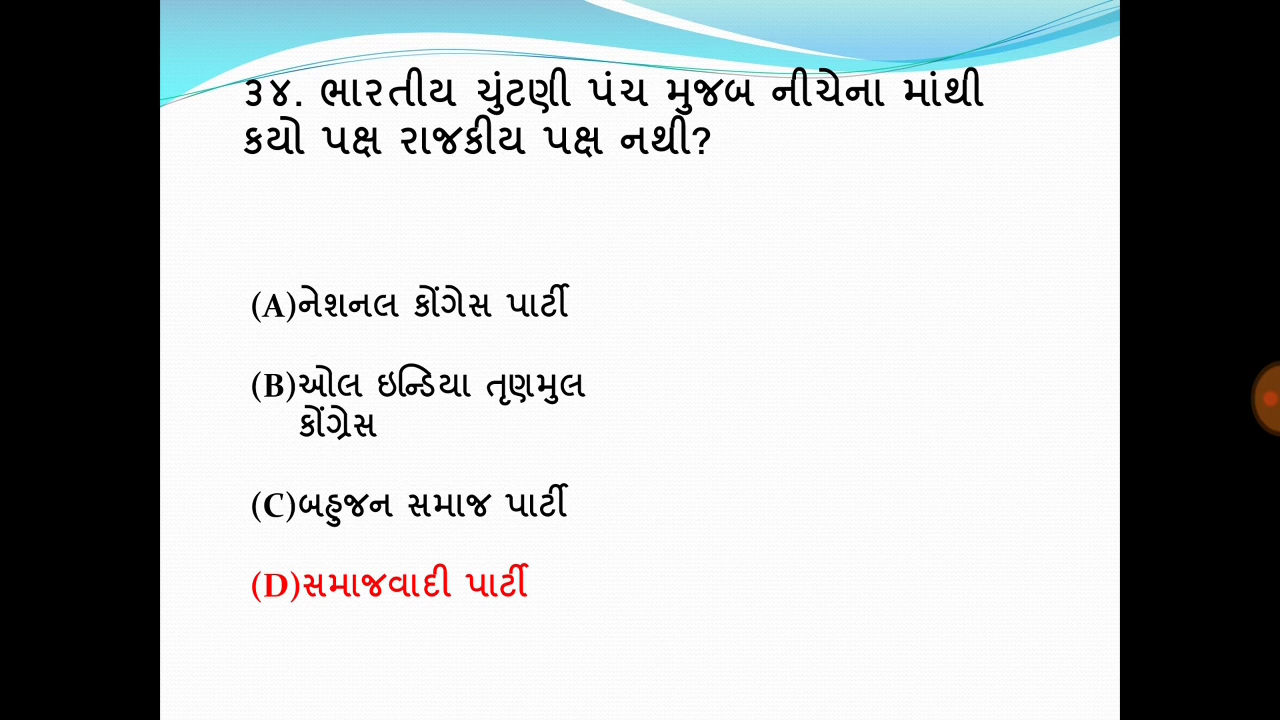 ૩૪. ભારતીય ચુંટણી પંચ મુજબ નીચેના માંથી
કયો પક્ષ રાજકીય પક્ષ નથી?
(A)નેશનલ કોંગેસ પાર્ટી
(B)ઓલ ઇન્ડિયા તૃણમુલ
કોંગ્રેસ
(C)બહુજન સમાજ પાર્ટી
(D)સમાજવાદી પાર્ટી